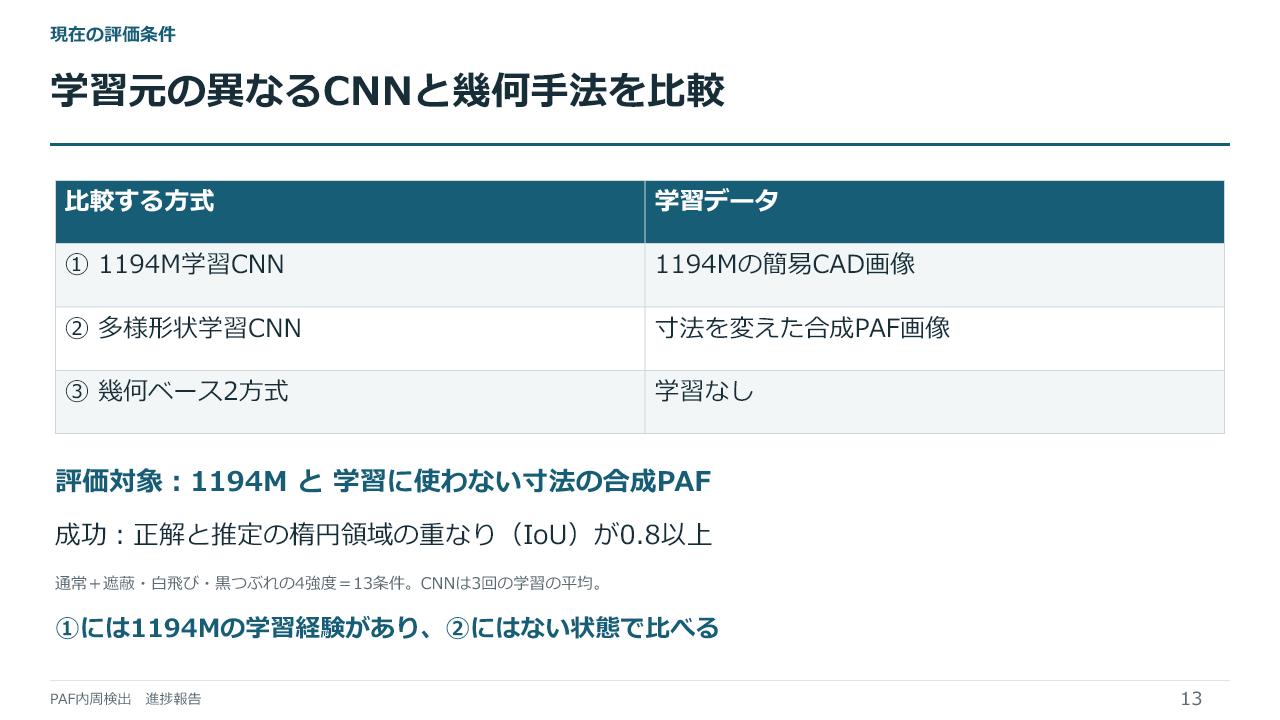 現在の評価条件
学習元の異なるCNNと幾何手法を比較
比較する方式
学習データ
① 1194M学習CNN
1194Mの簡易CAD画像
② 多様形状学習CNN
寸法を変えた合成PAF画像
③ 幾何ベース2方式
学習なし
評価対象：1194M と 学習に使わない寸法の合成PAF
成功：正解と推定の楕円領域の重なり（IoU）が0.8以上
通常＋遮蔽・白飛び・黒つぶれの4強度＝13条件。CNNは3回の学習の平均。
①には1194Mの学習経験があり、②にはない状態で比べる
PAF内周検出　進捗報告
13